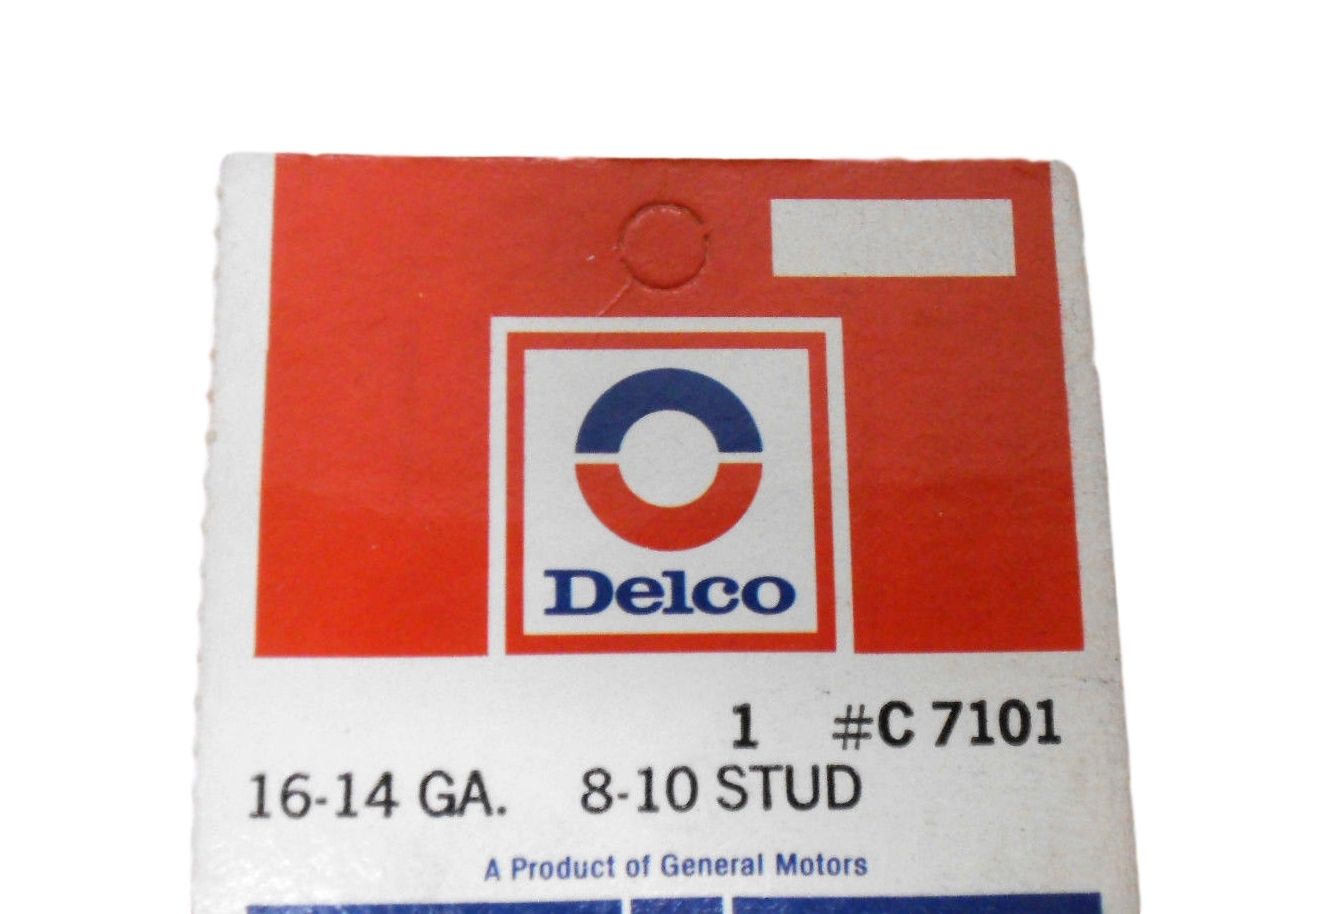 Delco
1 #C 7101
16-14 GA. 8-10 STUD
A Product of General Motors